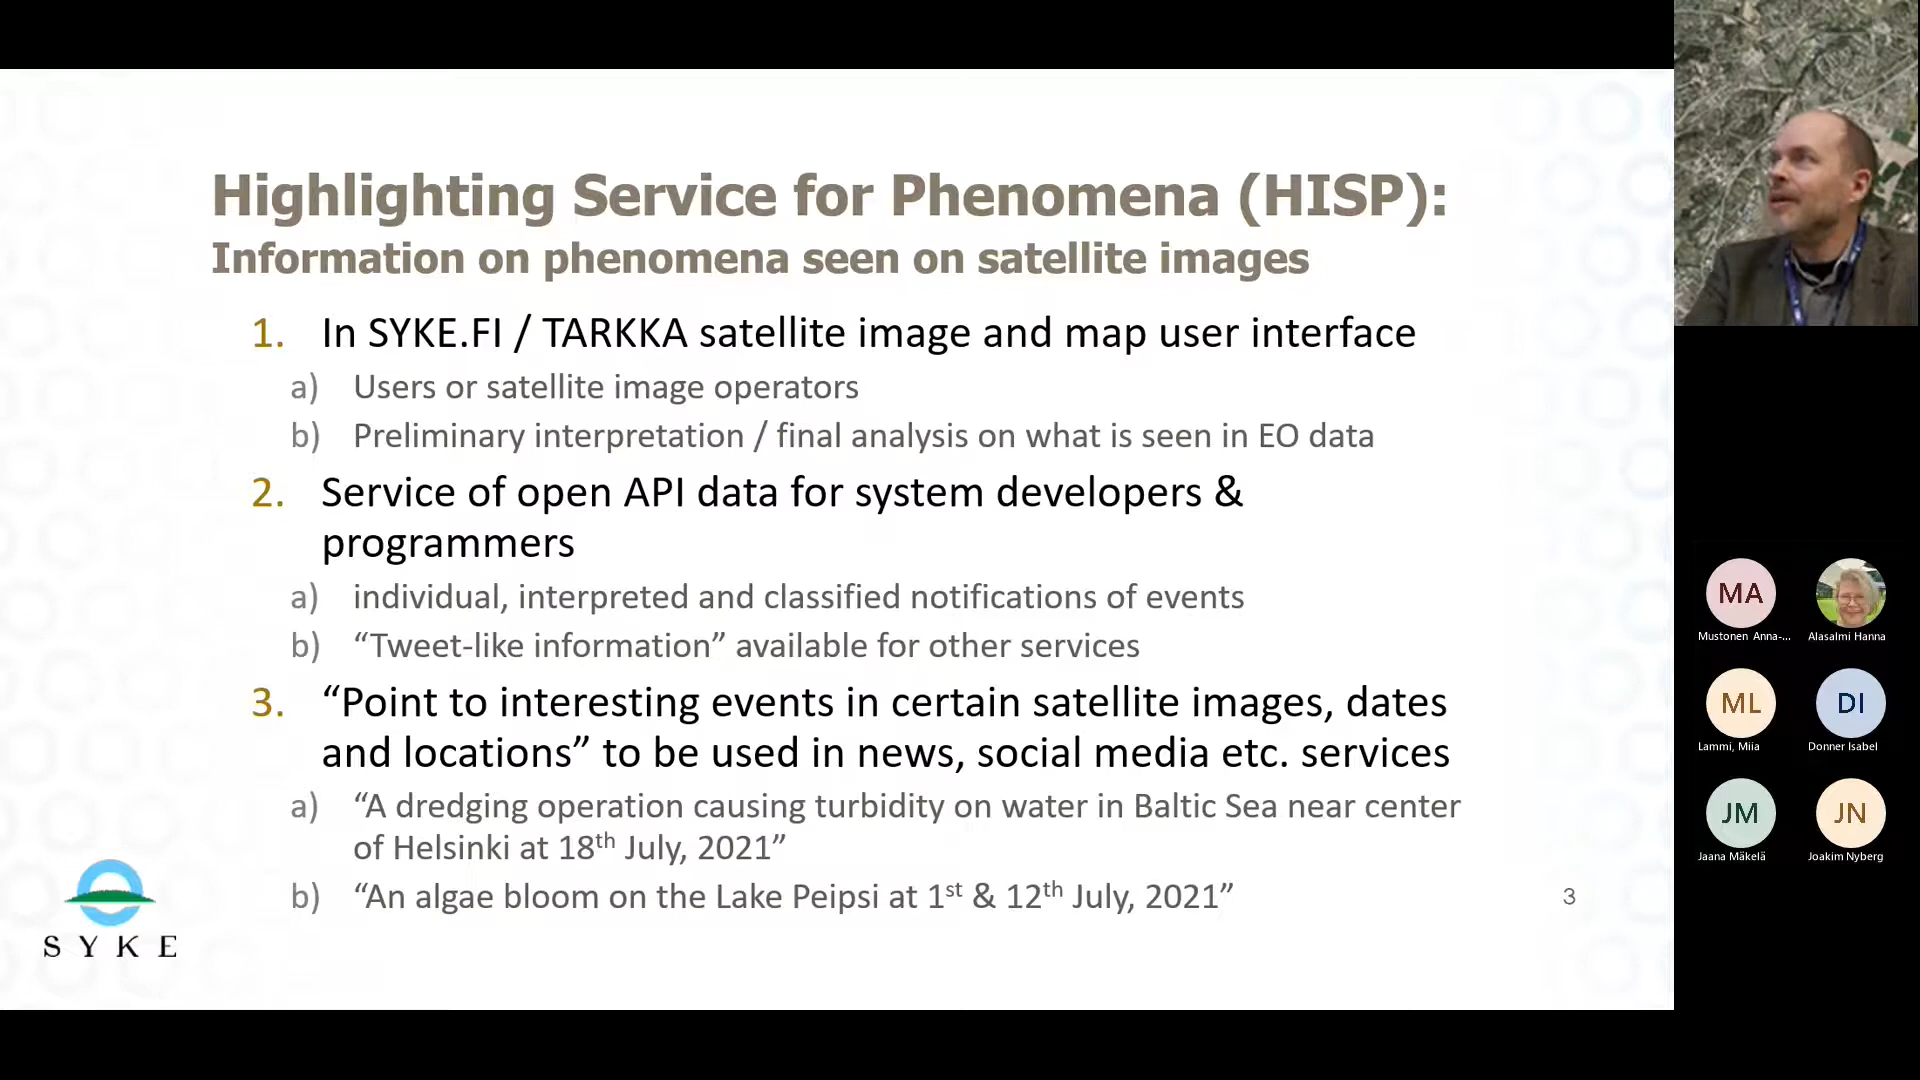 Highlighting Service for Phenomena (HISP):
Information on phenomena seen on satellite images
1. In SYKE.FI / TARKKA satellite image and map user interface
a) Users or satellite image operators
b) Preliminary interpretation / final analysis on what is seen in EO data
2. Service of open API data for system developers &
programmers
a) individual, interpreted and classified notifications of events
b) “Tweet-like information” available for other services
3. “Point to interesting events in certain satellite images, dates
and locations” to be used in news, social media etc. services
a) “A dredging operation causing turbidity on water in Baltic Sea near center
of Helsinki at 18th July, 2021”
b) “An algae bloom on the Lake Peipsi at 1st & 12th July, 2021”
3
SYKE
MA
Mustonen Anna-...
Alasalmi Hanna
ML
Lammi, Miia
DI
Donner Isabel
JM
Jaana Mäkelä
JN
Joakim Nyberg